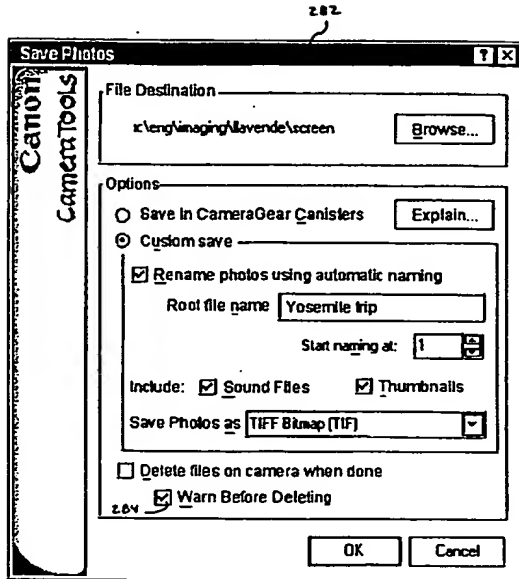 282
Save Photos
Canon
CameraTools
File Destination
x:\eng\imaging\llavende\screen
Browse...
Options
Save In CameraGear Canisters
Explain...
Custom save
Rename photos using automatic naming
Root file name
Yosemite trip
Start naming at:
1
Include:
Sound Files
Thumbnails
Save Photos as
TIFF Bitmap (TIF)
Delete files on camera when done
Warn Before Deleting
284
OK
Cancel